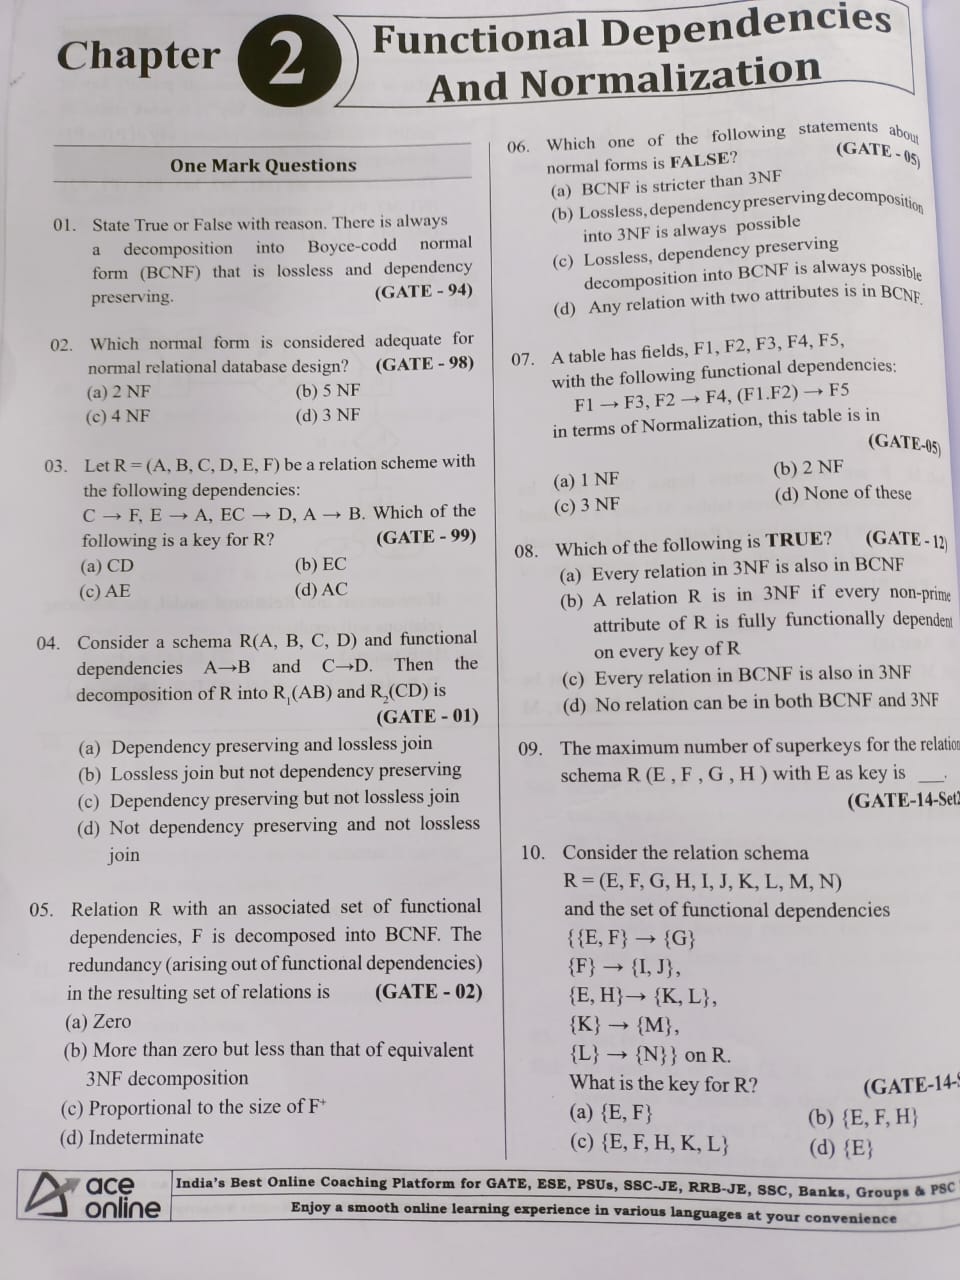 Chapter 2
Functional Dependencies
And Normalization
One Mark Questions
01. State True or False with reason. There is always
a decomposition into Boyce-codd normal
form (BCNF) that is lossless and dependency
preserving. (GATE - 94)
02. Which normal form is considered adequate for
normal relational database design? (GATE - 98)
(a) 2 NF (b) 5 NF
(c) 4 NF (d) 3 NF
03. Let R = (A, B, C, D, E, F) be a relation scheme with
the following dependencies:
C → F, E → A, EC → D, A → B. Which of the
following is a key for R? (GATE - 99)
(a) CD (b) EC
(c) AE (d) AC
04. Consider a schema R(A, B, C, D) and functional
dependencies A→B and C→D. Then the
decomposition of R into R₁(AB) and R₂(CD) is
(GATE - 01)
(a) Dependency preserving and lossless join
(b) Lossless join but not dependency preserving
(c) Dependency preserving but not lossless join
(d) Not dependency preserving and not lossless
join
05. Relation R with an associated set of functional
dependencies, F is decomposed into BCNF. The
redundancy (arising out of functional dependencies)
in the resulting set of relations is (GATE - 02)
(a) Zero
(b) More than zero but less than that of equivalent
3NF decomposition
(c) Proportional to the size of F⁺
(d) Indeterminate
06. Which one of the following statements about
normal forms is FALSE? (GATE - 05)
(a) BCNF is stricter than 3NF
(b) Lossless, dependency preserving decomposition
into 3NF is always possible
(c) Lossless, dependency preserving
decomposition into BCNF is always possible
(d) Any relation with two attributes is in BCNF.
07. A table has fields, F1, F2, F3, F4, F5,
with the following functional dependencies:
F1 → F3, F2 → F4, (F1.F2) → F5
in terms of Normalization, this table is in
(GATE-05)
(a) 1 NF (b) 2 NF
(c) 3 NF (d) None of these
08. Which of the following is TRUE? (GATE - 12)
(a) Every relation in 3NF is also in BCNF
(b) A relation R is in 3NF if every non-prime
attribute of R is fully functionally dependent
on every key of R
(c) Every relation in BCNF is also in 3NF
(d) No relation can be in both BCNF and 3NF
09. The maximum number of superkeys for the relation
schema R (E , F , G , H ) with E as key is ___.
(GATE-14-Set2
10. Consider the relation schema
R = (E, F, G, H, I, J, K, L, M, N)
and the set of functional dependencies
{{E, F} → {G}
{F} → {I, J},
{E, H}→ {K, L},
{K} → {M},
{L} → {N}} on R.
What is the key for R? (GATE-14-S
(a) {E, F} (b) {E, F, H}
(c) {E, F, H, K, L} (d) {E}
ace
online
India's Best Online Coaching Platform for GATE, ESE, PSUs, SSC-JE, RRB-JE, SSC, Banks, Groups & PSC
Enjoy a smooth online learning experience in various languages at your convenience